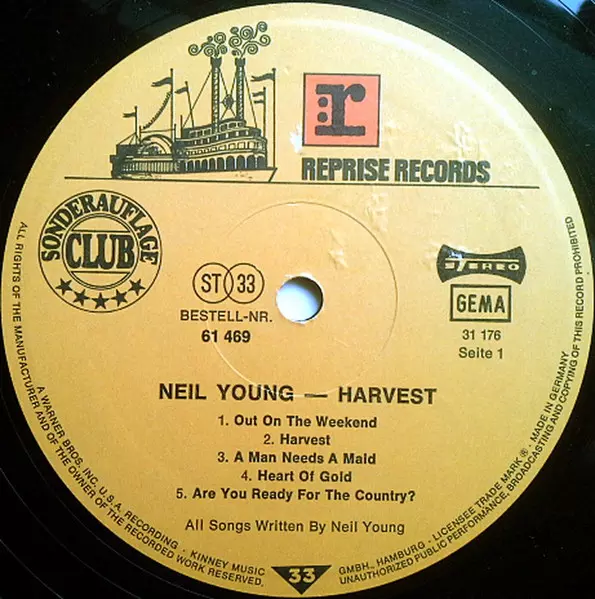 r
REPRISE RECORDS
SONDERAUFLAGE
CLUB
ST 33
BESTELL-NR.
61 469
STEREO
GEMA
31 176
Seite 1
NEIL YOUNG — HARVEST
1. Out On The Weekend
2. Harvest
3. A Man Needs A Maid
4. Heart Of Gold
5. Are You Ready For The Country?
All Songs Written By Neil Young
33
ALL RIGHTS OF THE MANUFACTURER AND OF THE OWNER OF THE RECORDED WORK RESERVED.
A WARNER BROS. INC. U.S.A. RECORDING · KINNEY MUSIC GMBH., HAMBURG · LICENSEE TRADE MARK ® · MADE IN GERMANY
UNAUTHORIZED PUBLIC PERFORMANCE, BROADCASTING AND COPYING OF THIS RECORD PROHIBITED